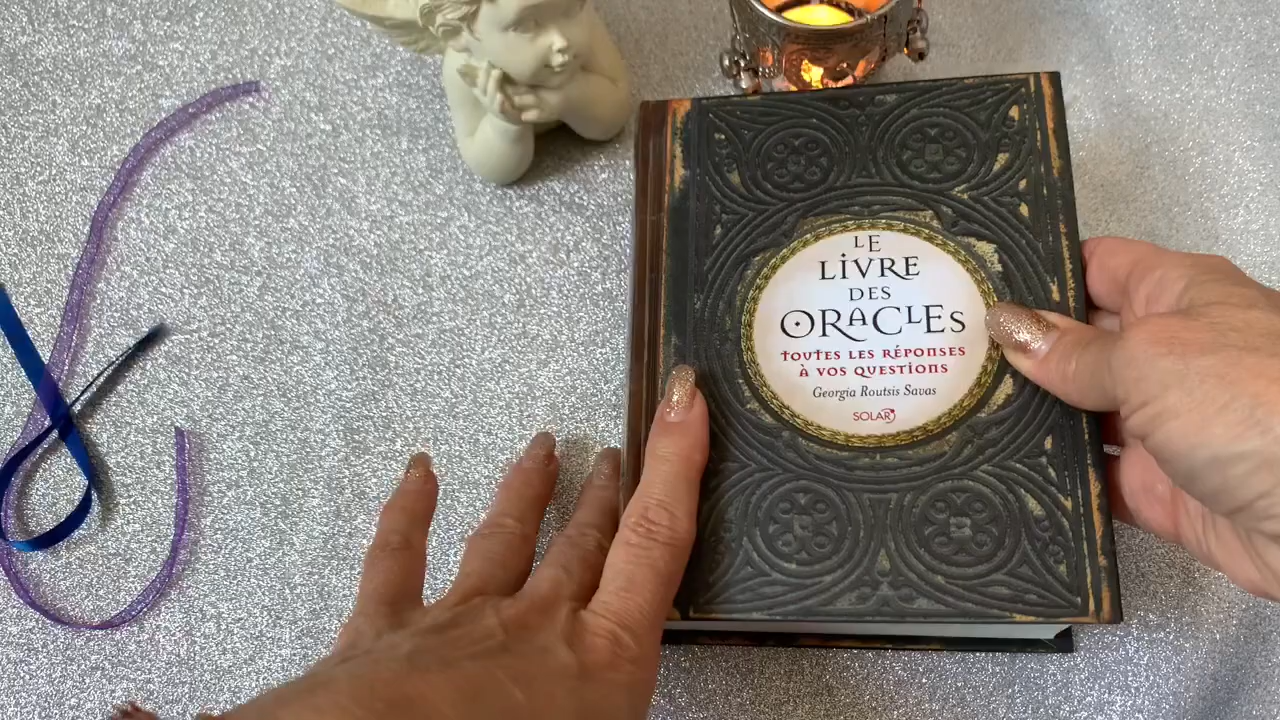 LE
LIVRE
DES
ORACLES
TOUTES LES RÉPONSES
À VOS QUESTIONS
Georgia Routsis Savas
SOLAR